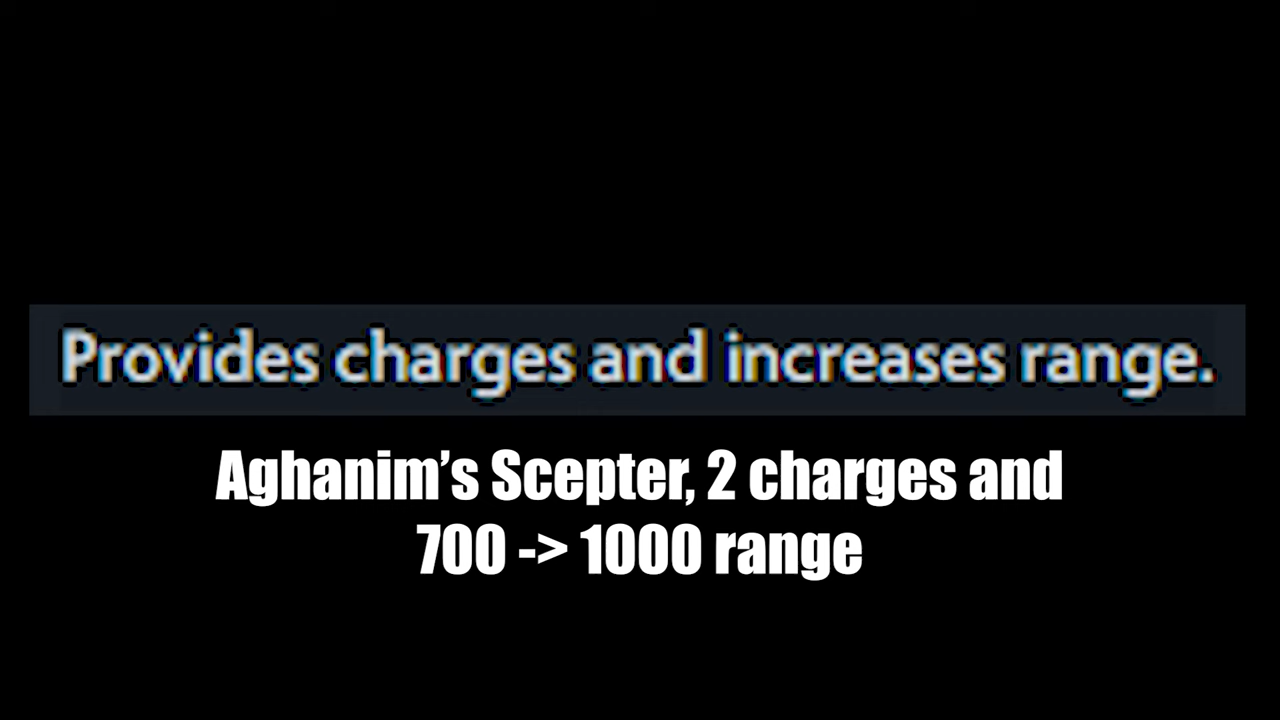 Provides charges and increases range.
Aghanim’s Scepter, 2 charges and
700 -> 1000 range